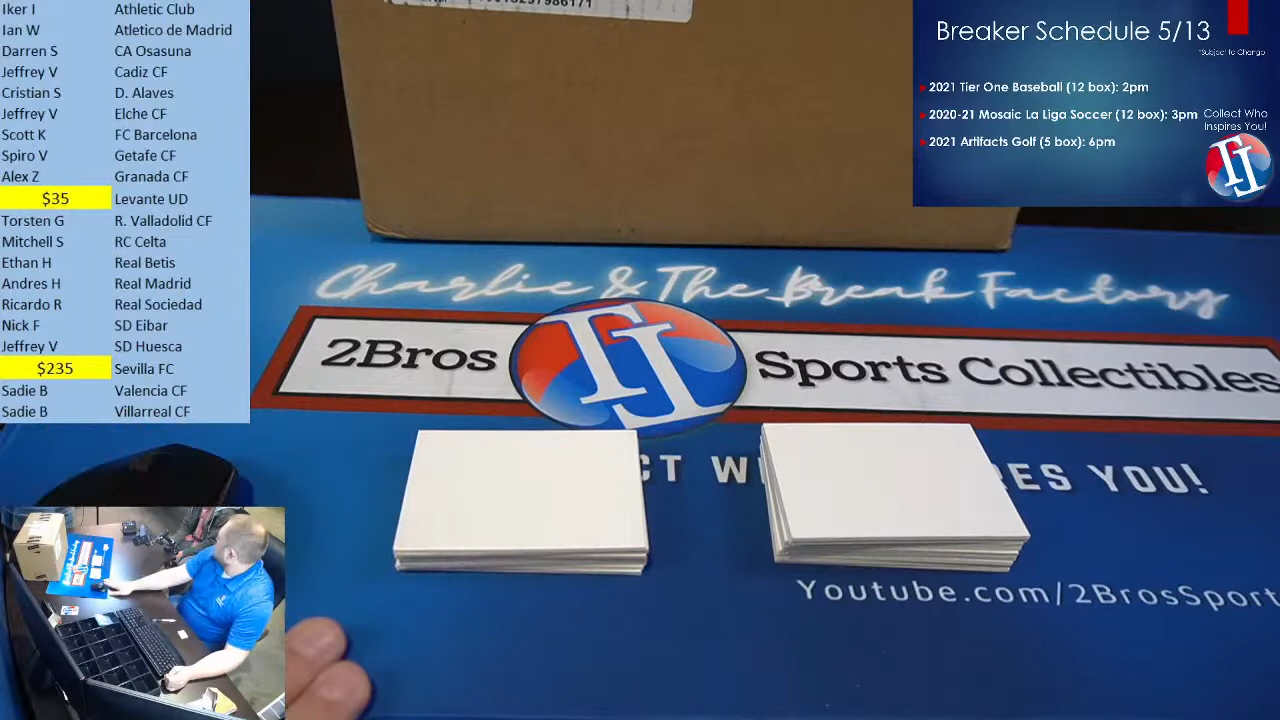 Iker I Athletic Club
Ian W Atletico de Madrid
Darren S CA Osasuna
Jeffrey V Cadiz CF
Cristian S D. Alaves
Jeffrey V Elche CF
Scott K FC Barcelona
Spiro V Getafe CF
Alex Z Granada CF
$35 Levante UD
Torsten G R. Valladolid CF
Mitchell S RC Celta
Ethan H Real Betis
Andres H Real Madrid
Ricardo R Real Sociedad
Nick F SD Eibar
Jeffrey V SD Huesca
$235 Sevilla FC
Sadie B Valencia CF
Sadie B Villarreal CF
Breaker Schedule 5/13
*Subject to Change
2021 Tier One Baseball (12 box): 2pm
2020-21 Mosaic La Liga Soccer (12 box): 3pm
2021 Artifacts Golf (5 box): 6pm
Collect Who
Inspires You!
Charlie & The Break Factory
2Bros Sports Collectibles
CT W RES YOU!
Youtube.com/2BrosSport